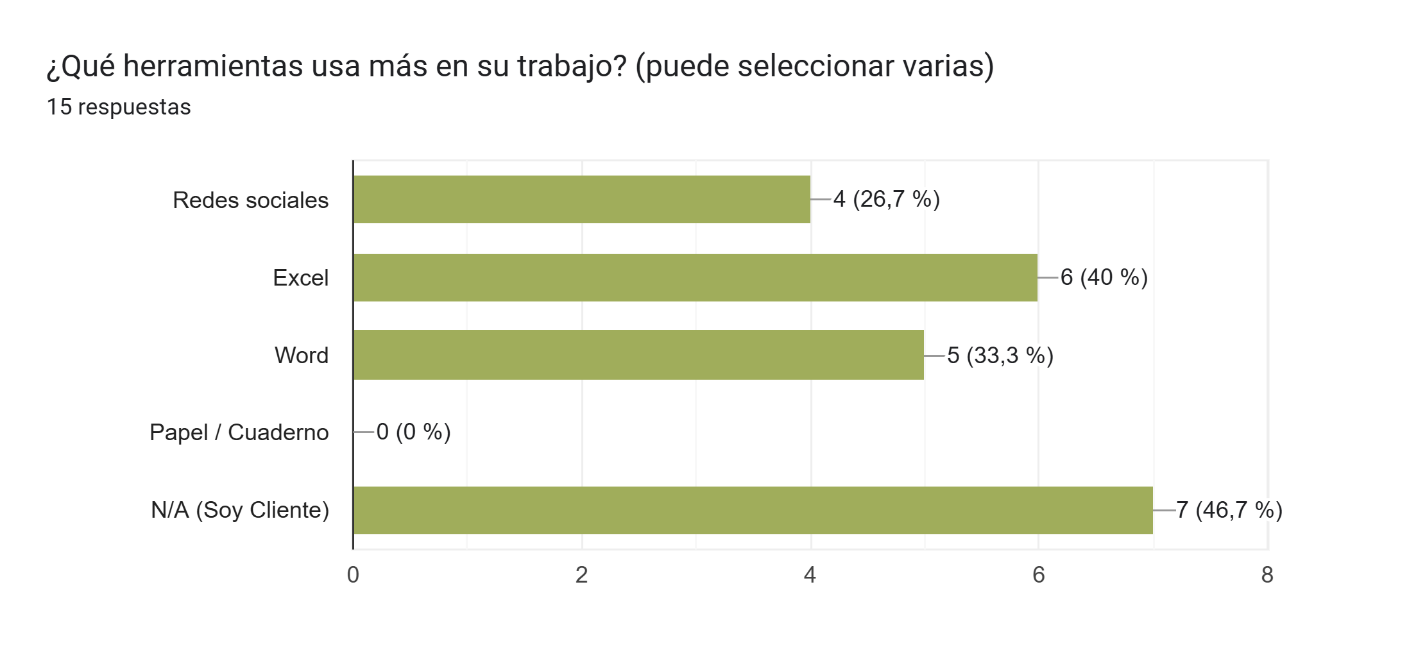 ¿Qué herramientas usa más en su trabajo? (puede seleccionar varias)
15 respuestas
Redes sociales
4 (26,7 %)
Excel
6 (40 %)
Word
5 (33,3 %)
Papel / Cuaderno
0 (0 %)
N/A (Soy Cliente)
7 (46,7 %)
0 2 4 6 8